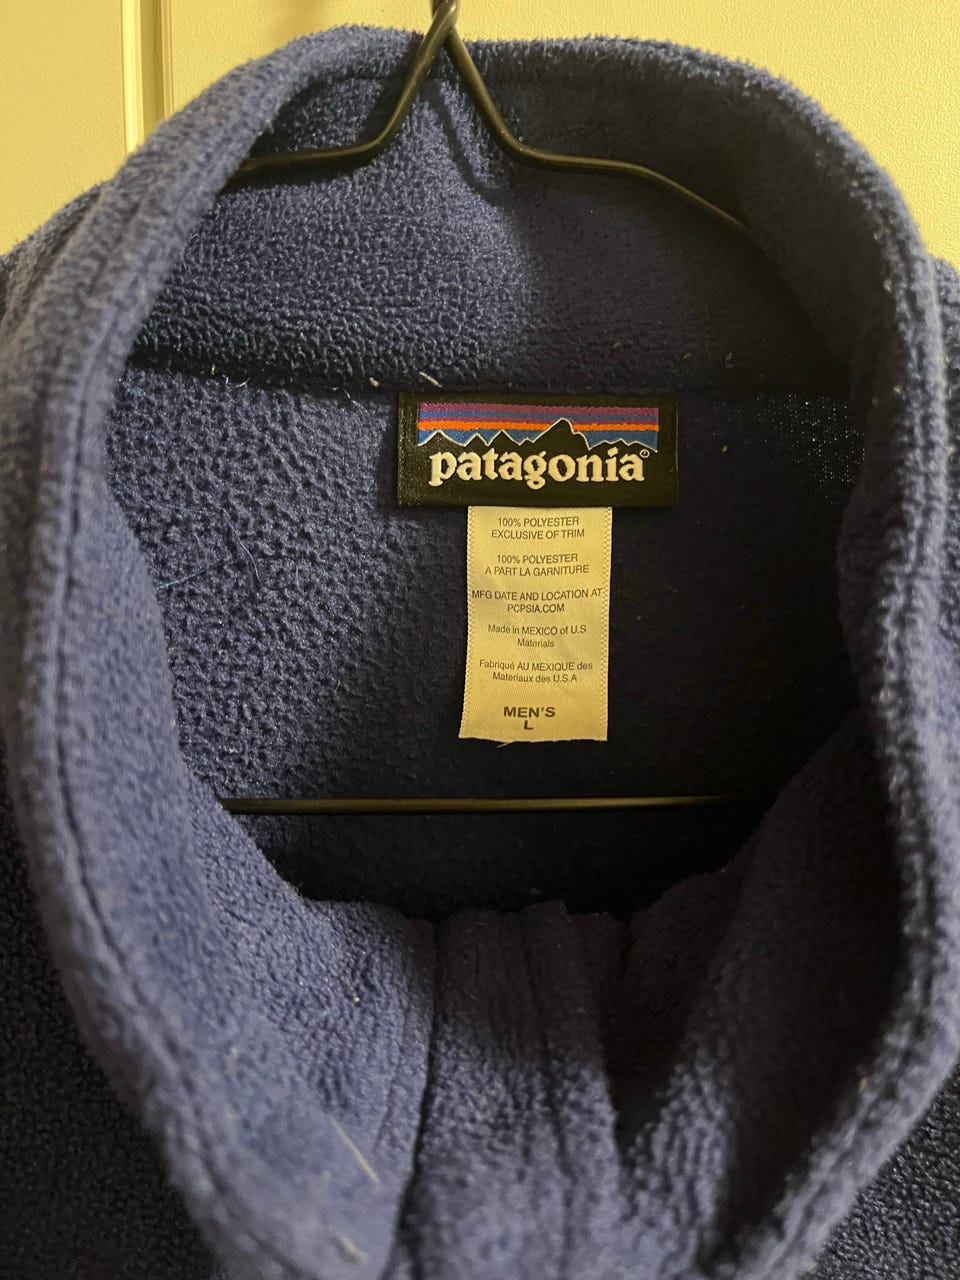 patagonia®
100% POLYESTER
EXCLUSIVE OF TRIM
100% POLYESTER
A PART LA GARNITURE
MFG DATE AND LOCATION AT
PCPSIA.COM
Made in MEXICO of U.S
Materials
Fabriqué AU MEXIQUE des
Materiaux des U.S.A
MEN'S
L